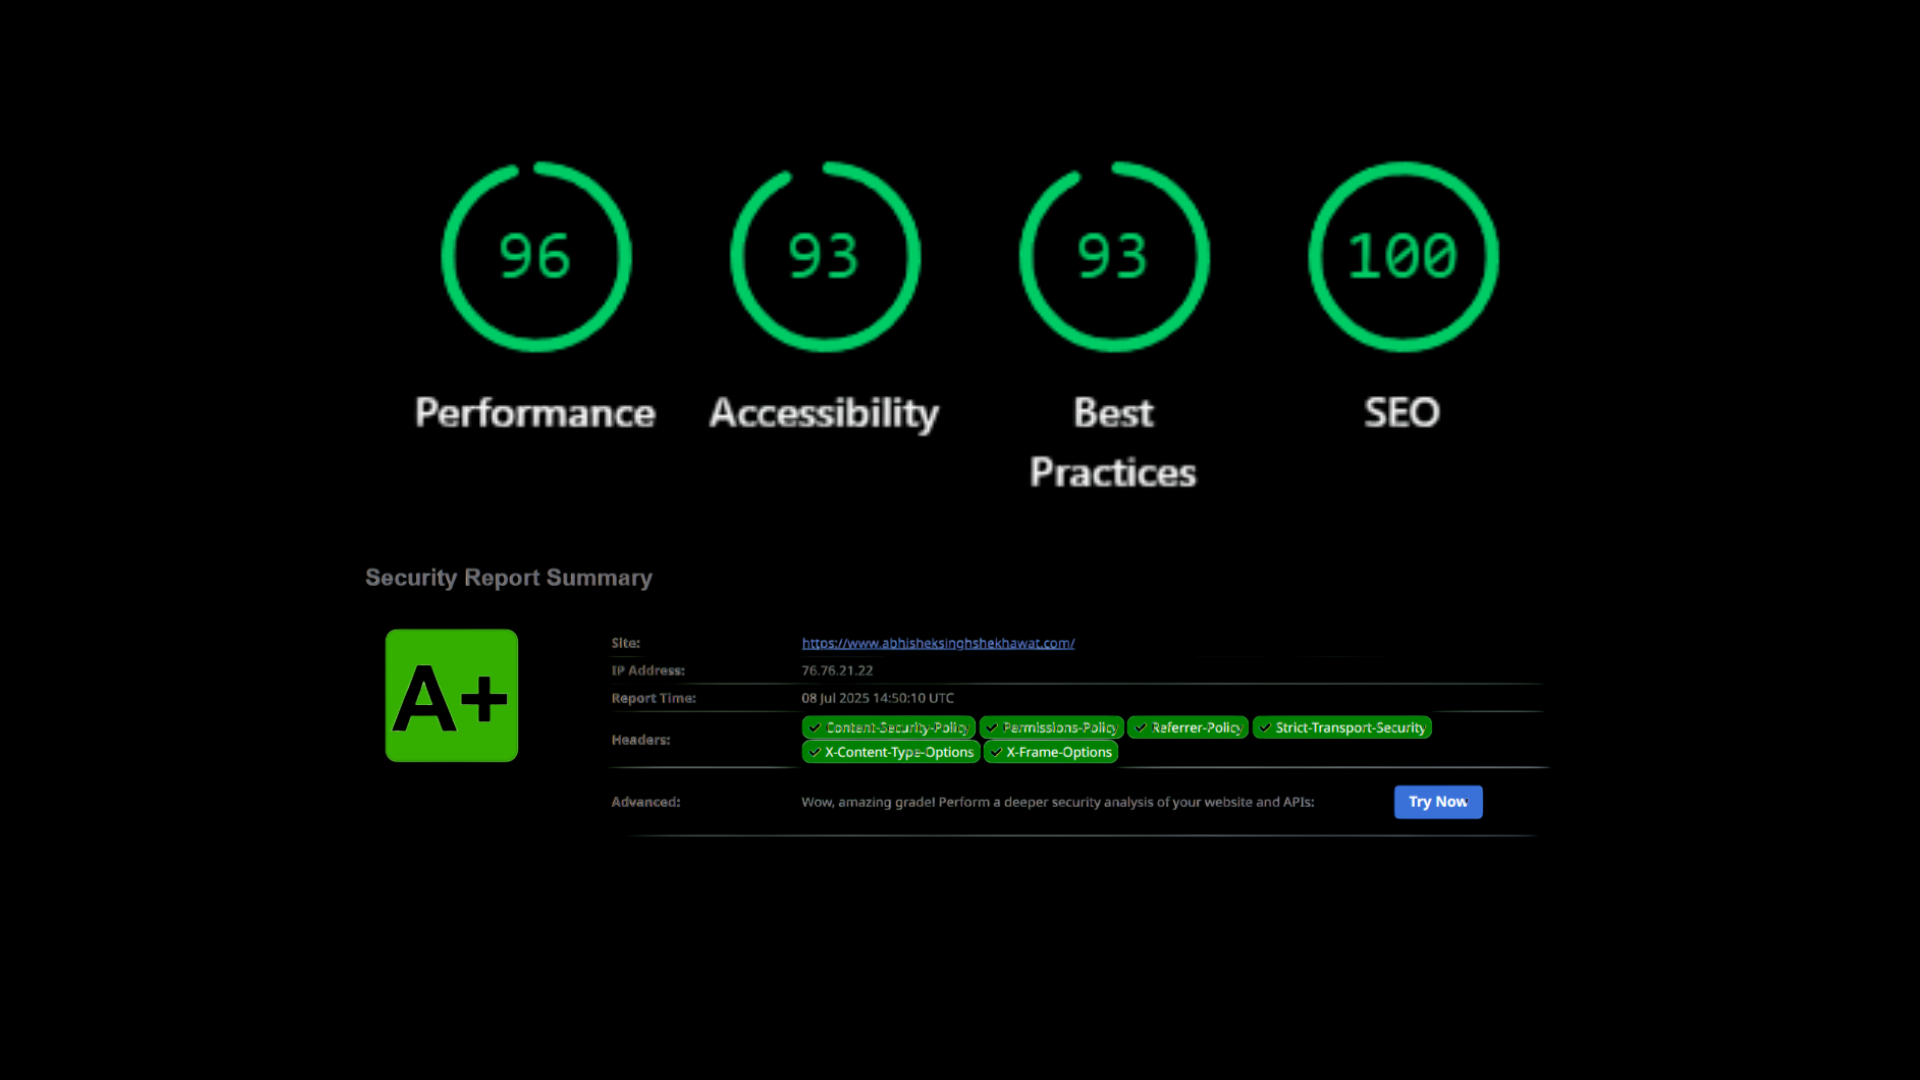 96 93 93 100
Performance Accessibility Best Practices SEO
Security Report Summary
A+
Site: https://www.abhisheksinghshekhawat.com/
IP Address: 76.76.21.22
Report Time: 08 Jul 2025 14:50:10 UTC
Headers: Content-Security-Policy Permissions-Policy Referrer-Policy Strict-Transport-Security
X-Content-Type-Options X-Frame-Options
Advanced: Wow, amazing grade! Perform a deeper security analysis of your website and APIs: Try Now